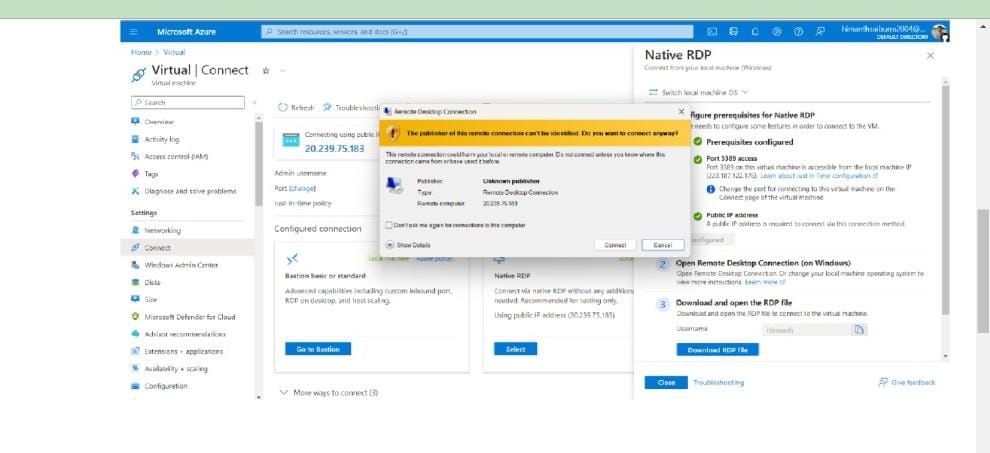 Microsoft Azure
Search resources, services, and docs (G+/)
himanthsaiburra2004@...
DEFAULT DIRECTORY
Home > Virtual
Virtual | Connect
Virtual machine
Search
Overview
Activity log
Access control (IAM)
Tags
Diagnose and solve problems
Settings
Networking
Connect
Windows Admin Center
Disks
Size
Microsoft Defender for Cloud
Advisor recommendations
Extensions + applications
Availability + scaling
Configuration
Refresh
Troubleshooti
Connecting using public I
20.239.75.183
Admin username
Port (change)
Just-in-time policy
Configured connection
Local machine
Azure portal
Bastion basic or standard
Advanced capabilities including custom inbound port,
RDP on desktop, and host scaling.
Go to Bastion
Loca
Native RDP
Connect via native RDP without any additiona
needed. Recommended for testing only.
Using public IP address (20.239.75.183)
Select
More ways to connect (3)
Remote Desktop Connection
The publisher of this remote connection can't be identified. Do you want to connect anyway?
This remote connection could harm your local or remote computer. Do not connect unless you know where this
connection came from or have used it before.
Publisher: Unknown publisher
Type: Remote Desktop Connection
Remote computer: 20.239.75.183
Don't ask me again for connections to this computer
Show Details
Connect
Cancel
Native RDP
Connect from your local machine (Windows)
Switch local machine OS
figure prerequisites for Native RDP
needs to configure some features in order to connect to the VM.
Prerequisites configured
Port 3389 access
Port 3389 on this virtual machine is accessible from the local machine IP
(223.187.122.176). Learn about Just in Time configuration
Change the port for connecting to this virtual machine on the
Connect page of the virtual machine.
Public IP address
A public IP address is required to connect via this connection method.
onfigured
2 Open Remote Desktop Connection (on Windows)
Open Remote Desktop Connection. Or change your local machine operating system to
view more instructions. Learn more
3 Download and open the RDP file
Download and open the RDP file to connect to the virtual machine.
Username
Himanth
Download RDP file
Close
Troubleshooting
Give feedback